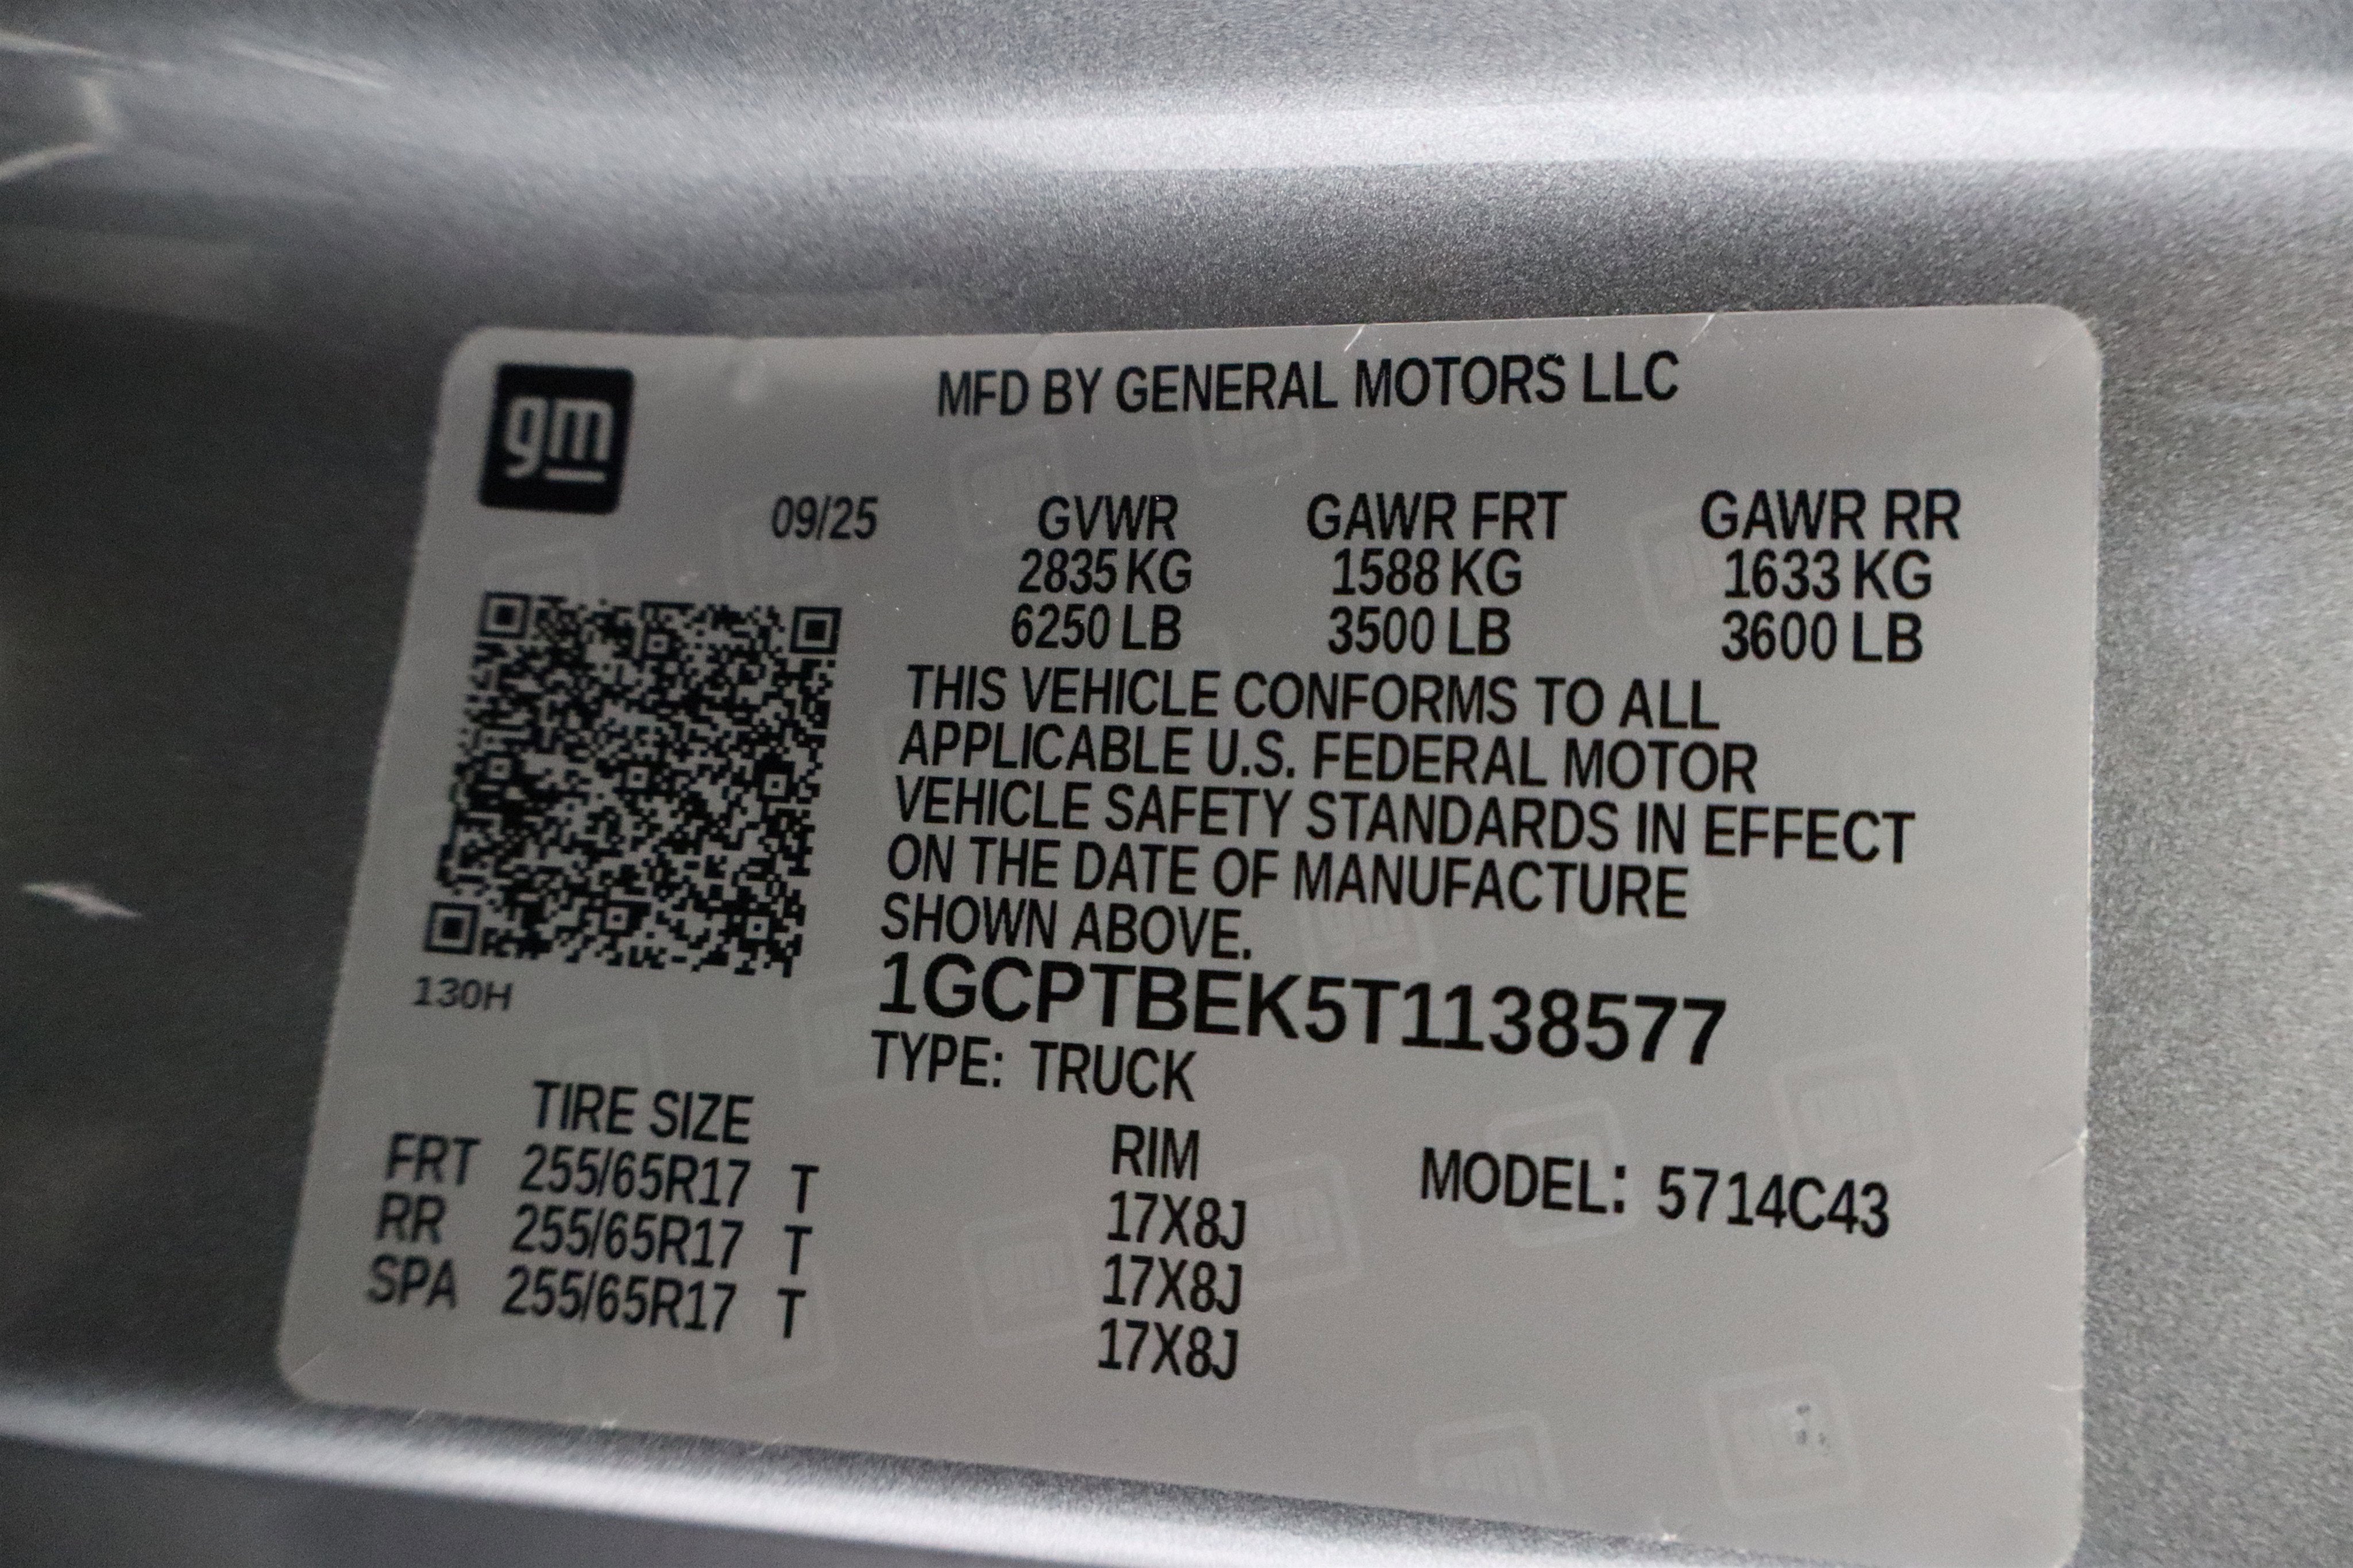 gm
MFD BY GENERAL MOTORS LLC
09/25 GVWR GAWR FRT GAWR RR
2835 KG 1588 KG 1633 KG
6250 LB 3500 LB 3600 LB
THIS VEHICLE CONFORMS TO ALL
APPLICABLE U.S. FEDERAL MOTOR
VEHICLE SAFETY STANDARDS IN EFFECT
ON THE DATE OF MANUFACTURE
SHOWN ABOVE.
130H
1GCPTBEK5T1138577
TYPE: TRUCK
TIRE SIZE RIM MODEL: 5714C43
FRT 255/65R17 T 17X8J
RR 255/65R17 T 17X8J
SPA 255/65R17 T 17X8J